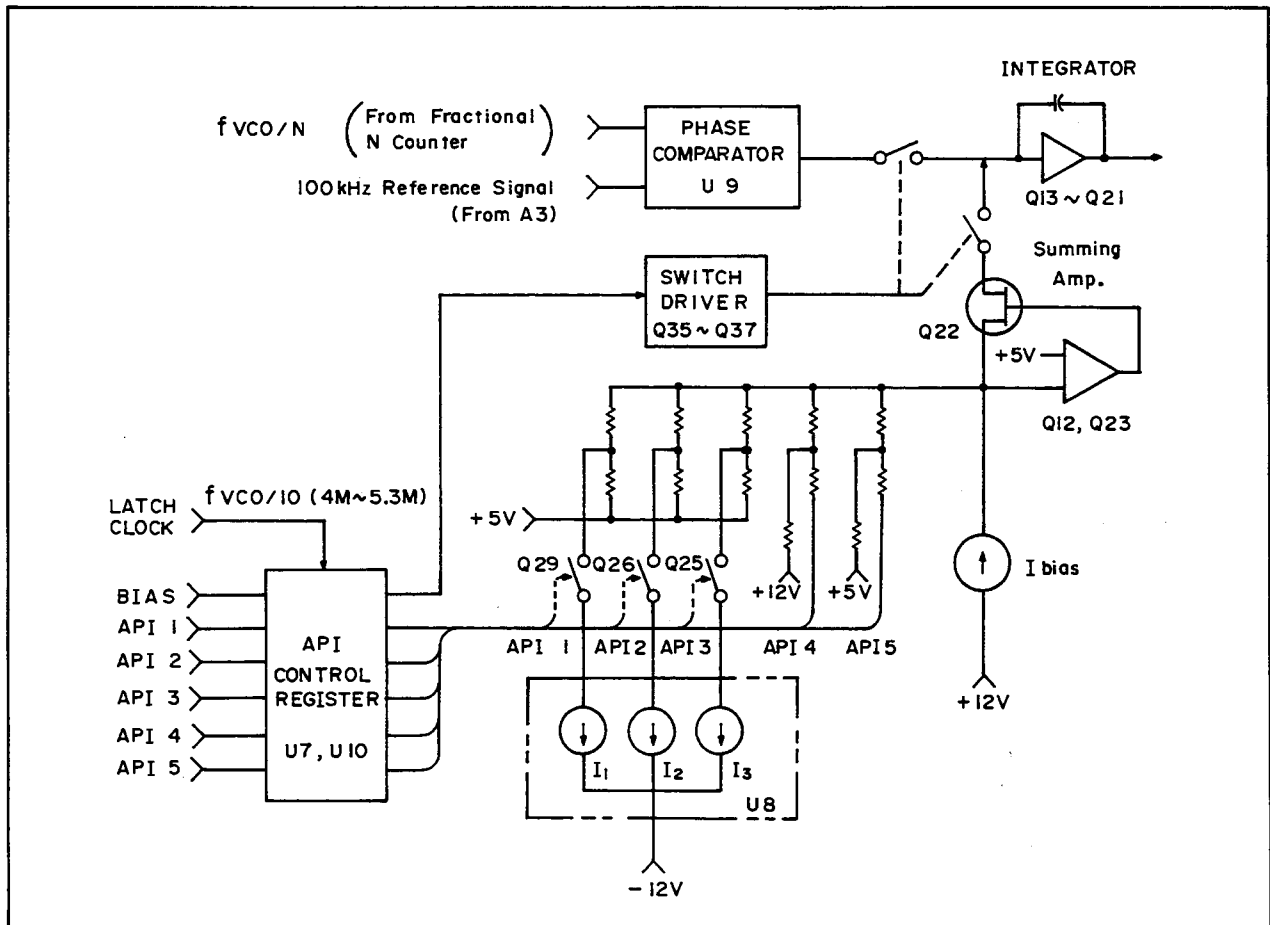 INTEGRATOR
f VCO/N (From Fractional
N Counter)
PHASE
COMPARATOR
U 9
100kHz Reference Signal
(From A3)
Q13 ~ Q21
Summing
Amp.
SWITCH
DRIVER
Q35 ~ Q37
Q22
+5V
Q12, Q23
f VCO/10 (4M~5.3M)
LATCH
CLOCK
+5V
Q29
Q26
Q25
+12V
+5V
I bias
BIAS
API 1
API 2
API 3
API 4
API 5
API
CONTROL
REGISTER
U7, U10
API 1
API 2
API 3
API 4
API 5
+12V
I1
I2
I3
U8
-12V